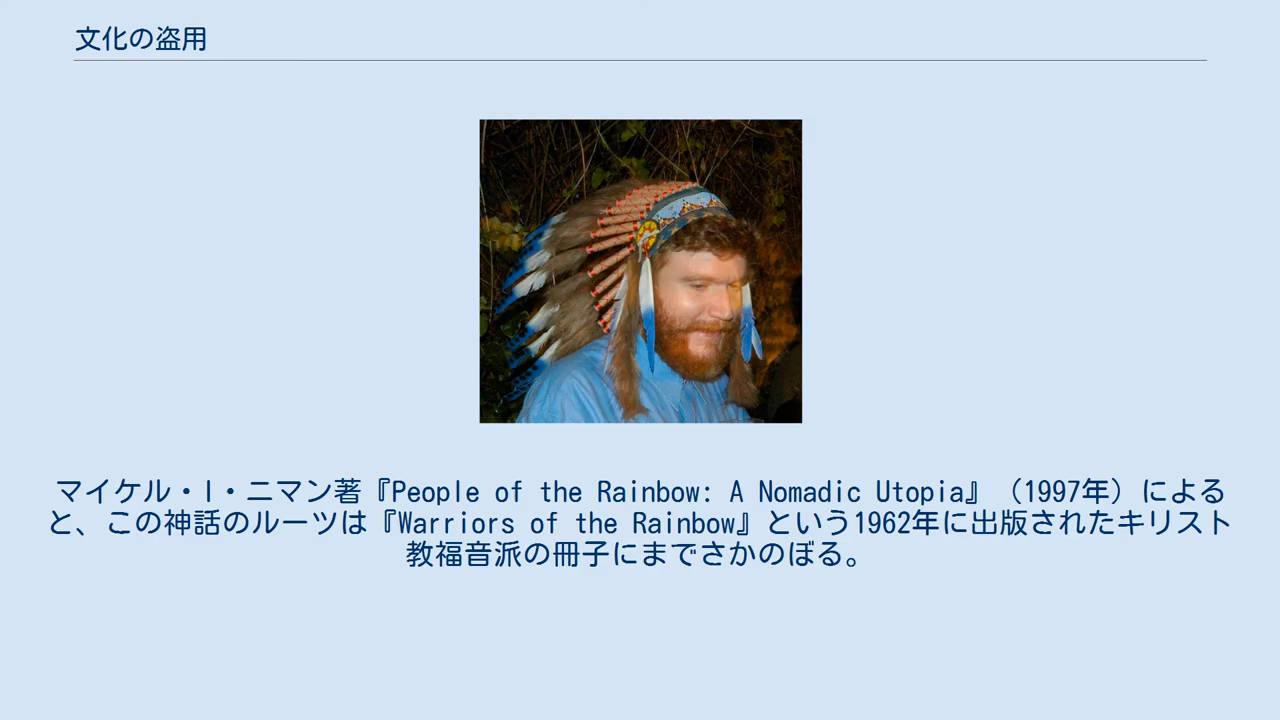 文化の盗用
マイケル・I・ニマン著『People of the Rainbow: A Nomadic Utopia』（1997年）による
と、この神話のルーツは『Warriors of the Rainbow』という1962年に出版されたキリスト
教福音派の冊子にまでさかのぼる。